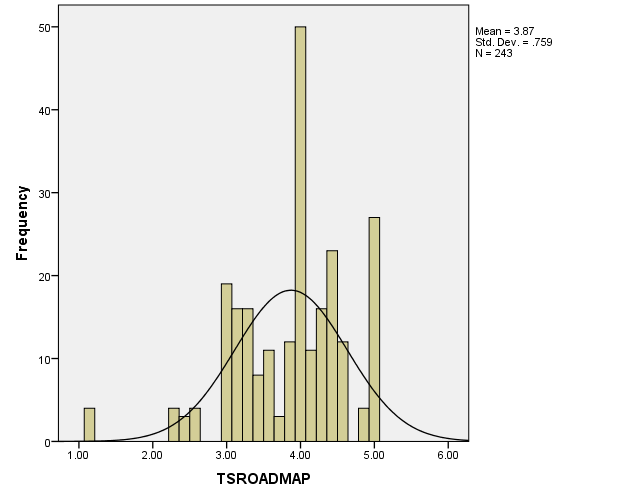 Mean = 3.87
Std. Dev. = .759
N = 243
Frequency
50
40
30
20
10
0
1.00 2.00 3.00 4.00 5.00 6.00
TSROADMAP